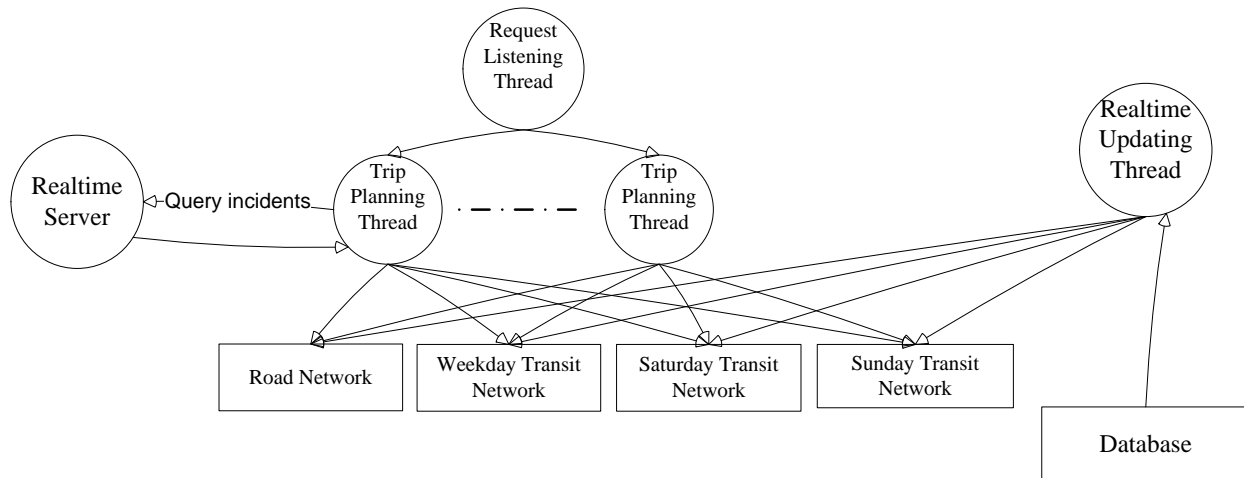 Request
Listening
Thread
Realtime
Updating
Thread
Realtime
Server
Query incidents
Trip
Planning
Thread
Trip
Planning
Thread
Road Network
Weekday Transit
Network
Saturday Transit
Network
Sunday Transit
Network
Database